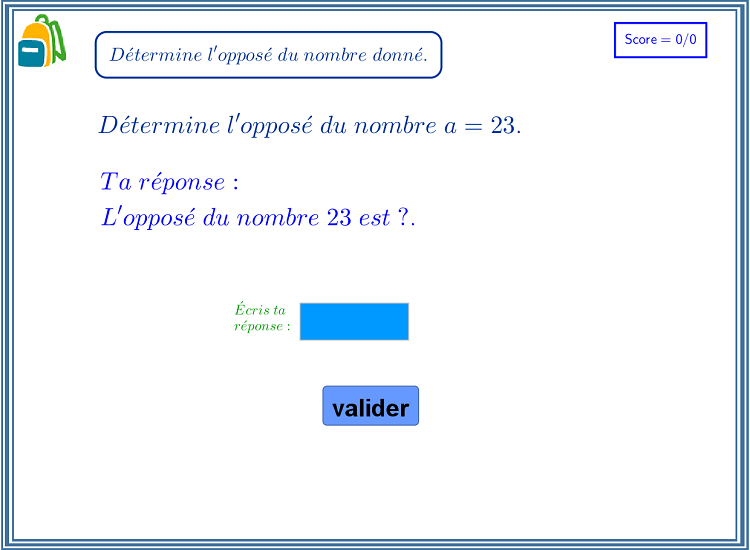 Détermine l'opposé du nombre donné.
Score = 0/0
Détermine l'opposé du nombre a = 23.
Ta réponse :
L'opposé du nombre 23 est ?.
Écris ta
réponse :
valider